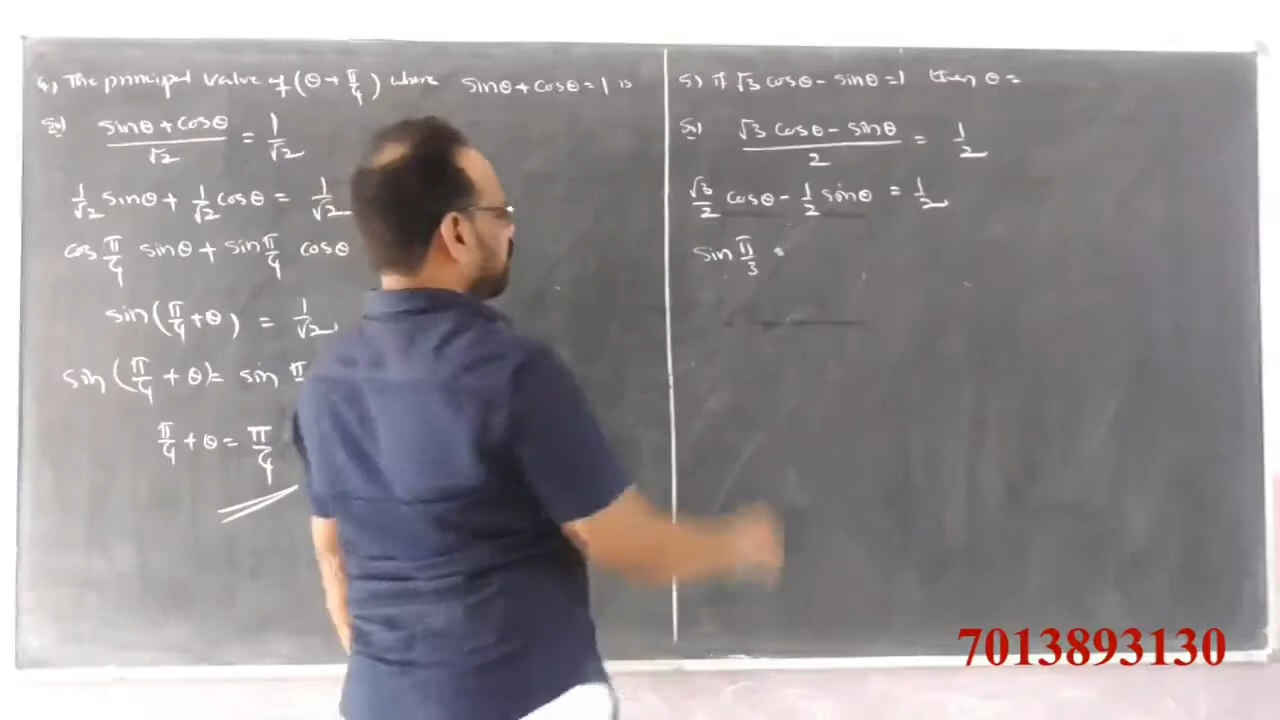 4) The principal value of (θ+π/4) where sinθ+cosθ=1 is
Sol (sinθ+cosθ)/√2 = 1/√2
1/√2 sinθ + 1/√2 cosθ = 1/√2
cos π/4 sinθ + sin π/4 cosθ
sin(π/4+θ) = 1/√2
sin(π/4+θ)= sin π
π/4+θ=π/4
5) if √3 cosθ-sinθ=1 then θ=
Sol (√3 cosθ-sinθ)/2 = 1/2
√3/2 cosθ - 1/2 sinθ = 1/2
sin π/3
7013893130